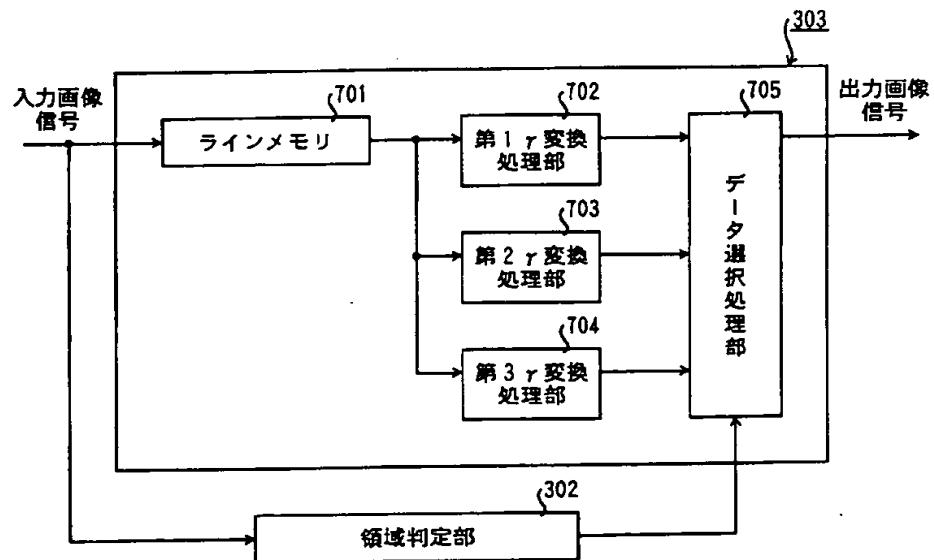 303
入力画像
信号
701
ラインメモリ
702
第1γ変換
処理部
703
第2γ変換
処理部
704
第3γ変換
処理部
705
データ選択処理部
出力画像
信号
302
領域判定部